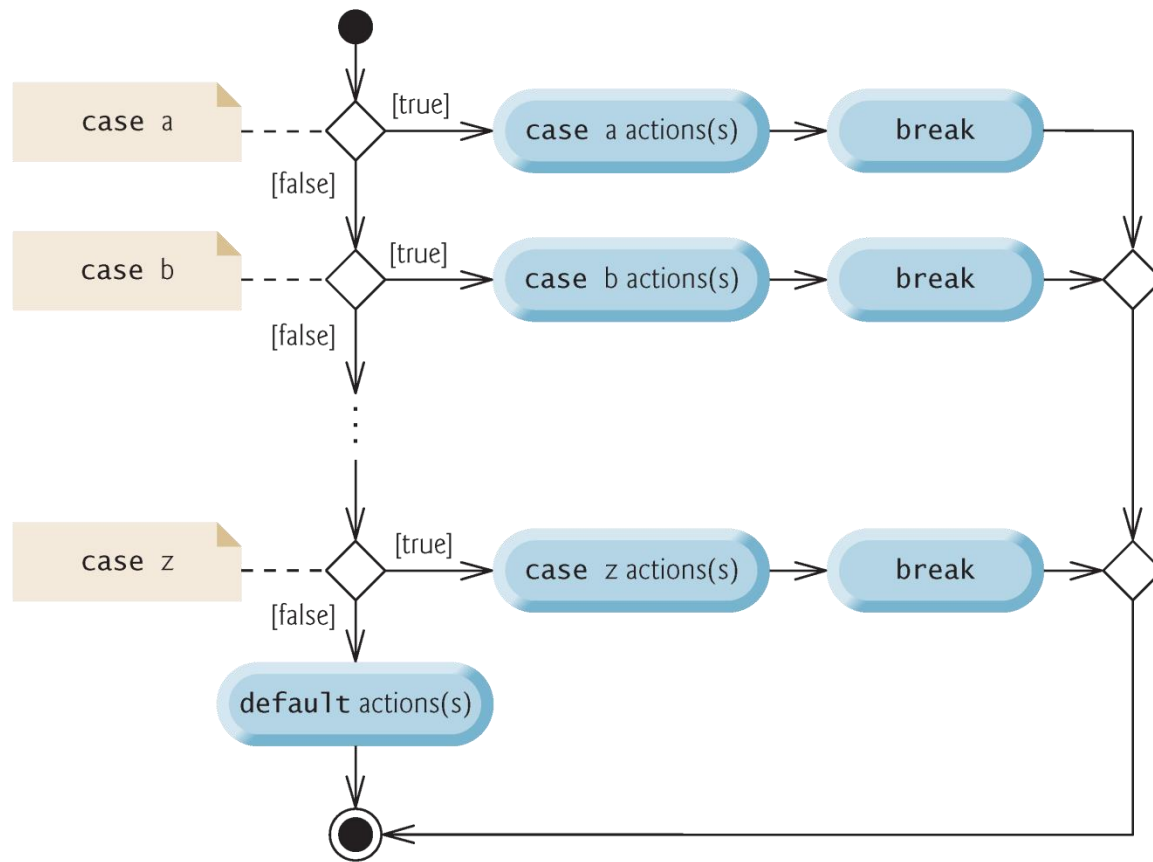 case a
[true]
case a actions(s)
break
[false]
case b
[true]
case b actions(s)
break
[false]
case z
[true]
case z actions(s)
break
[false]
default actions(s)